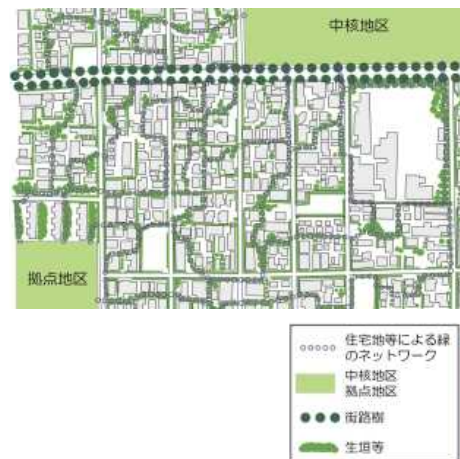 中核地区
拠点地区
住宅地等による緑
のネットワーク
中核地区
拠点地区
街路樹
生垣等